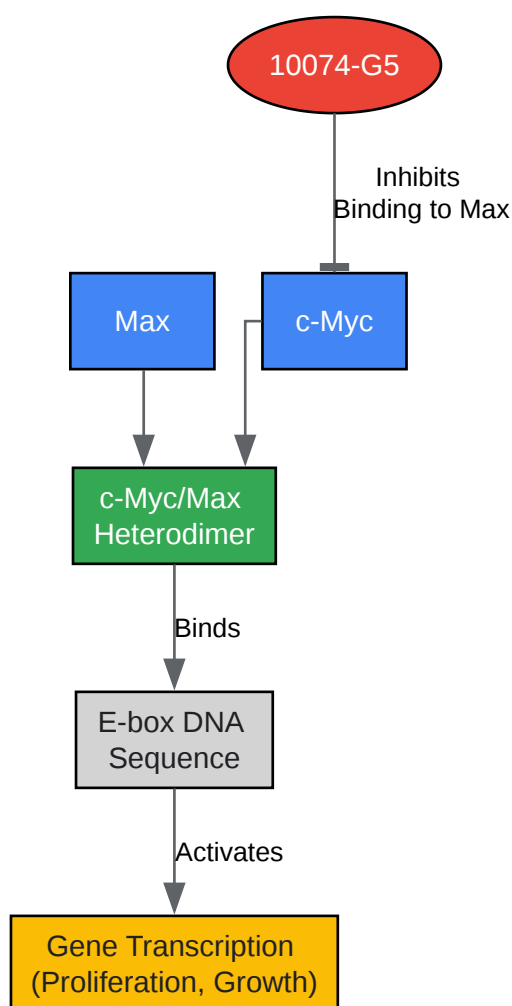 10074-G5
Inhibits
Binding to Max
Max
c-Myc
c-Myc/Max
Heterodimer
Binds
E-box DNA
Sequence
Activates
Gene Transcription
(Proliferation, Growth)